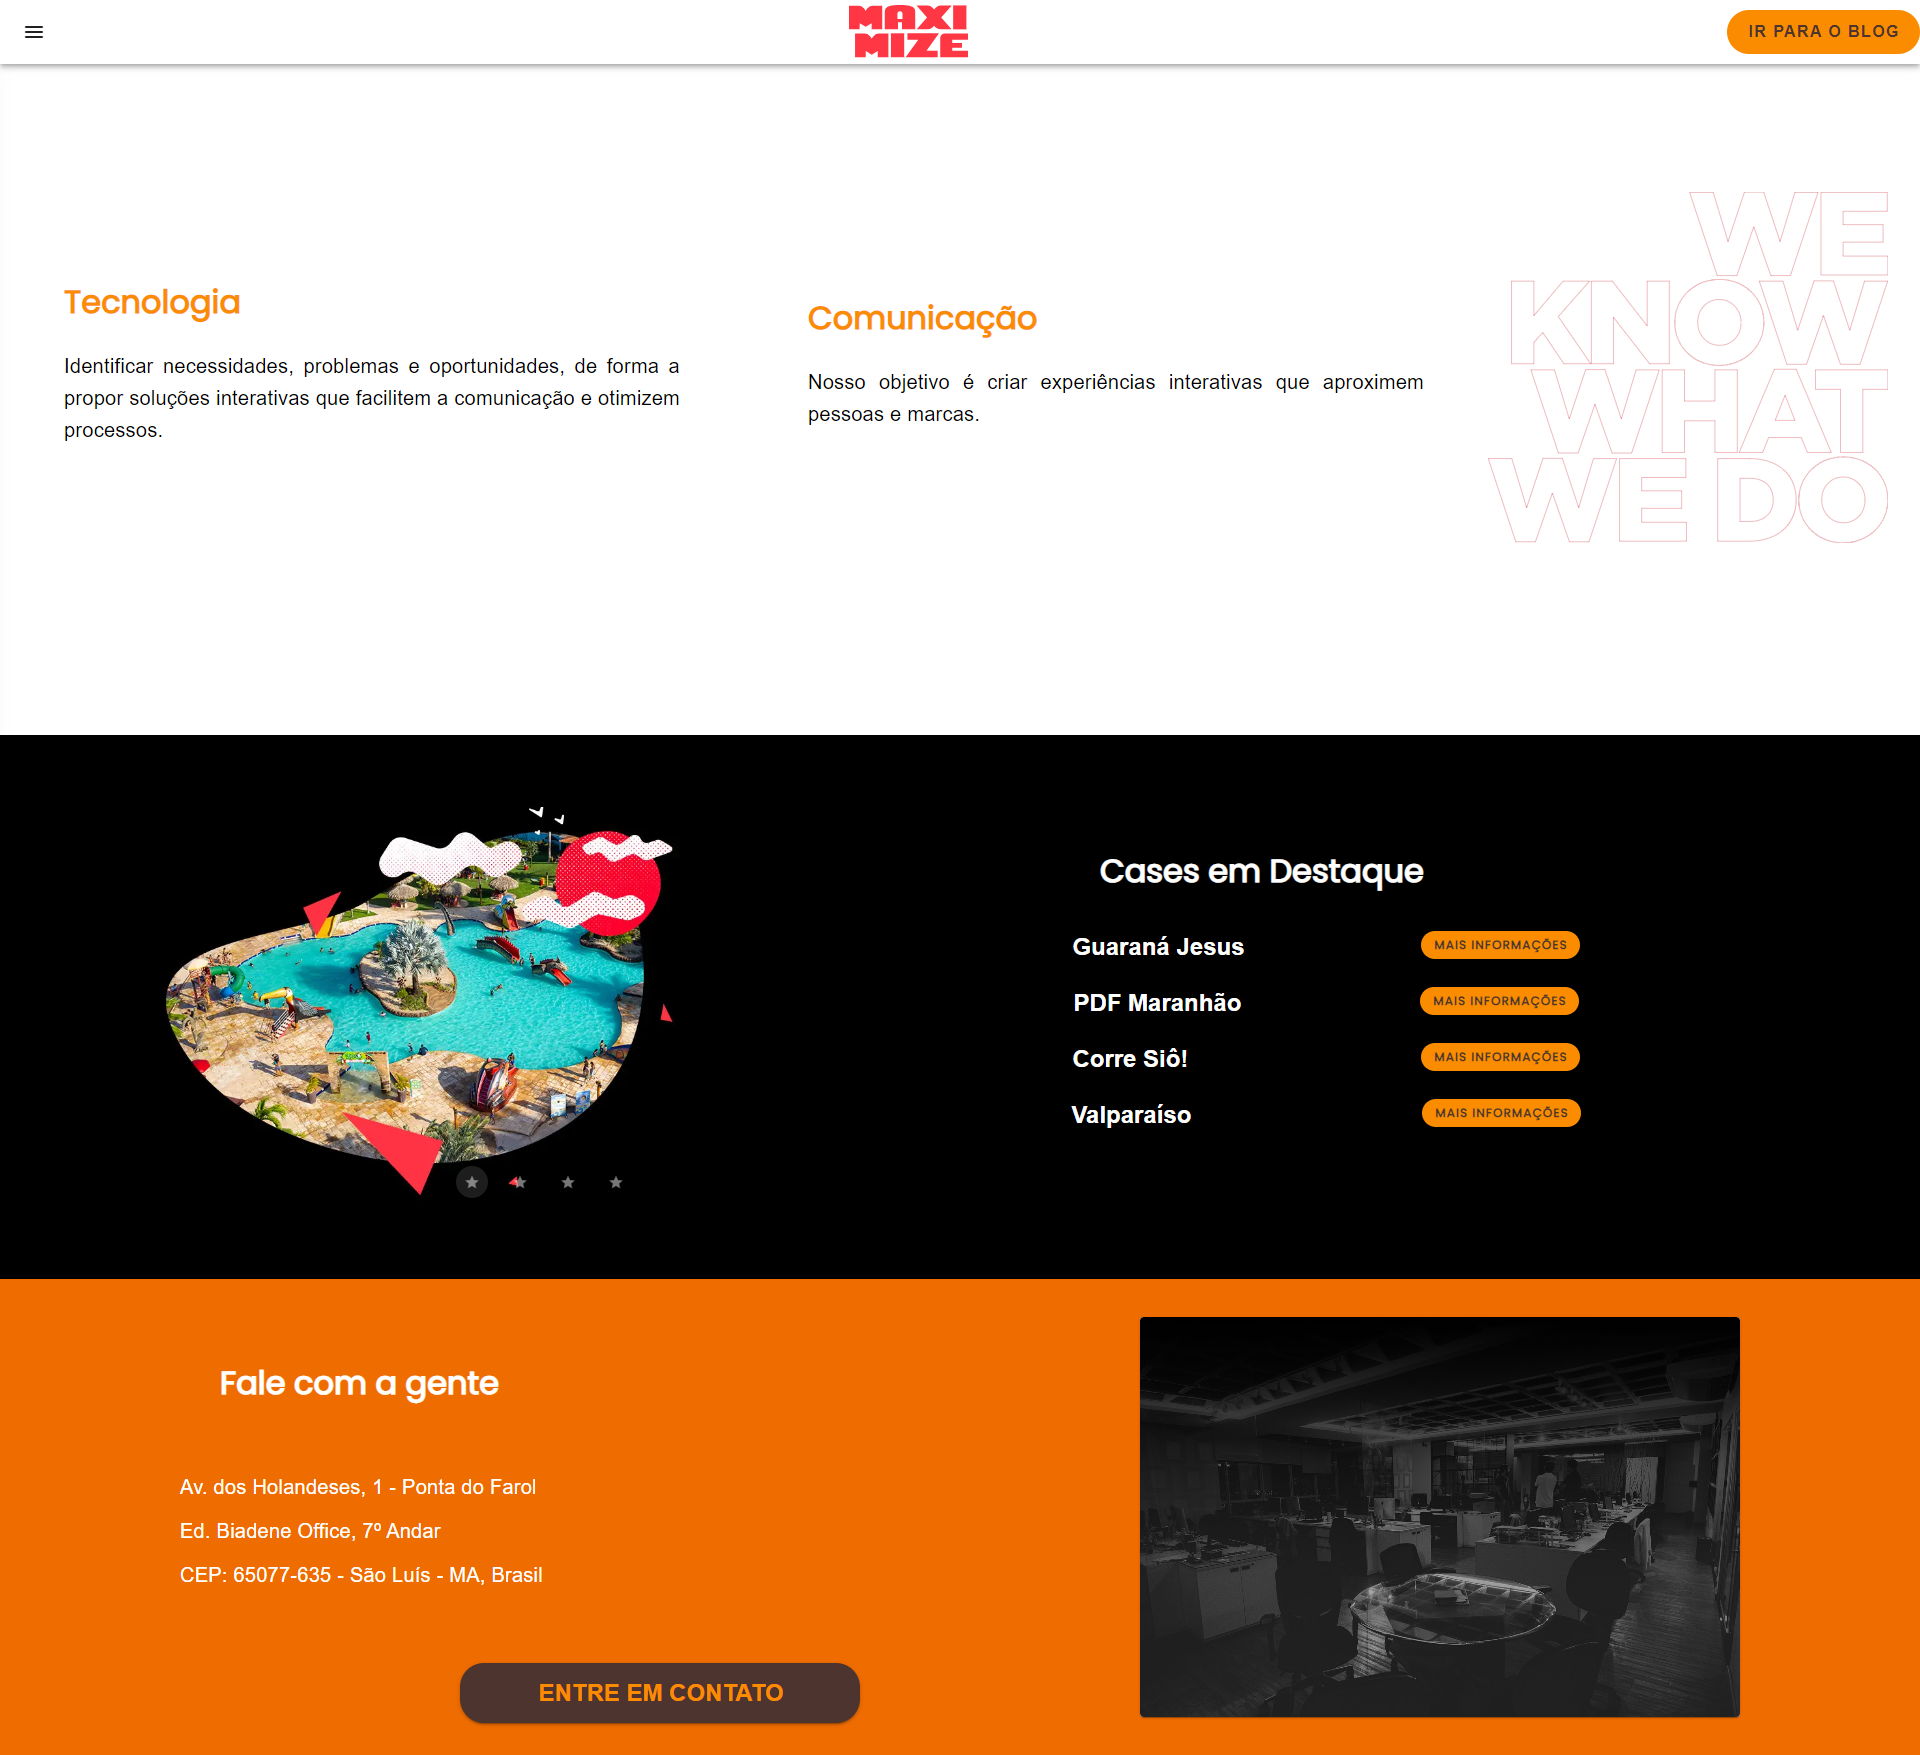 MAXI
MIZE
IR PARA O BLOG
Tecnologia
Identificar necessidades, problemas e oportunidades, de forma a
propor soluções interativas que facilitem a comunicação e otimizem
processos.
Comunicação
Nosso objetivo é criar experiências interativas que aproximem
pessoas e marcas.
WE
KNOW
WHAT
WE DO
Cases em Destaque
Guaraná Jesus
MAIS INFORMAÇÕES
PDF Maranhão
MAIS INFORMAÇÕES
Corre Siô!
MAIS INFORMAÇÕES
Valparaíso
MAIS INFORMAÇÕES
Fale com a gente
Av. dos Holandeses, 1 - Ponta do Farol
Ed. Biadene Office, 7º Andar
CEP: 65077-635 - São Luís - MA, Brasil
ENTRE EM CONTATO